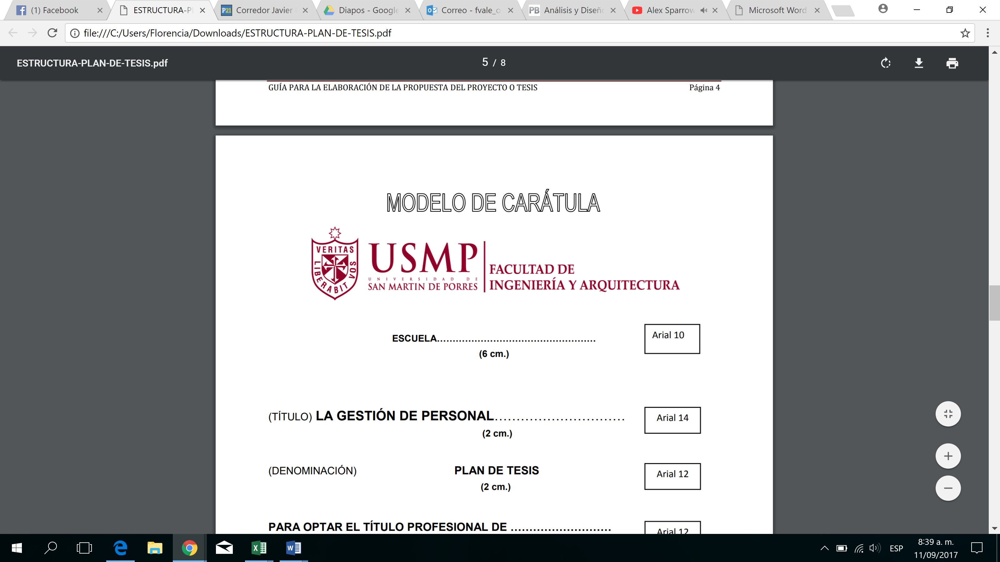 (1) Facebook
ESTRUCTURA-PL
Corredor Javier
Diapos - Google
Correo - fvale_o
PB Análisis y Diseño
Alex Sparrow
Microsoft Word
file:///C:/Users/Florencia/Downloads/ESTRUCTURA-PLAN-DE-TESIS.pdf
ESTRUCTURA-PLAN-DE-TESIS.pdf
5 / 8
GUÍA PARA LA ELABORACIÓN DE LA PROPUESTA DEL PROYECTO O TESIS Página 4
MODELO DE CARÁTULA
VERITAS
LIBERABIT
VOS
USMP
UNIVERSIDAD DE
SAN MARTIN DE PORRES
FACULTAD DE
INGENIERÍA Y ARQUITECTURA
ESCUELA................................................... Arial 10
(6 cm.)
(TÍTULO) LA GESTIÓN DE PERSONAL.............................. Arial 14
(2 cm.)
(DENOMINACIÓN) PLAN DE TESIS Arial 12
(2 cm.)
PARA OPTAR EL TÍTULO PROFESIONAL DE ........................... Arial 12
ESP
8:39 a. m.
11/09/2017